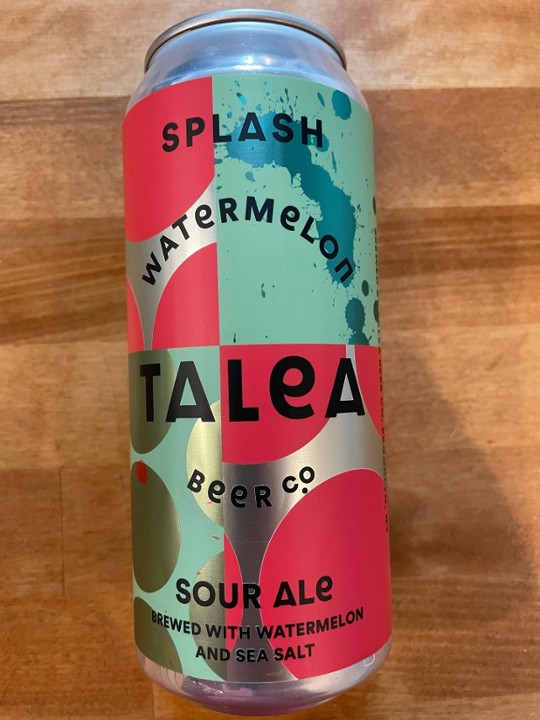 SPLASH
WATeRMeLOn
TALeA
BeeR CO
SOUR ALe
BREWED WITH WATERMELON
AND SEA SALT